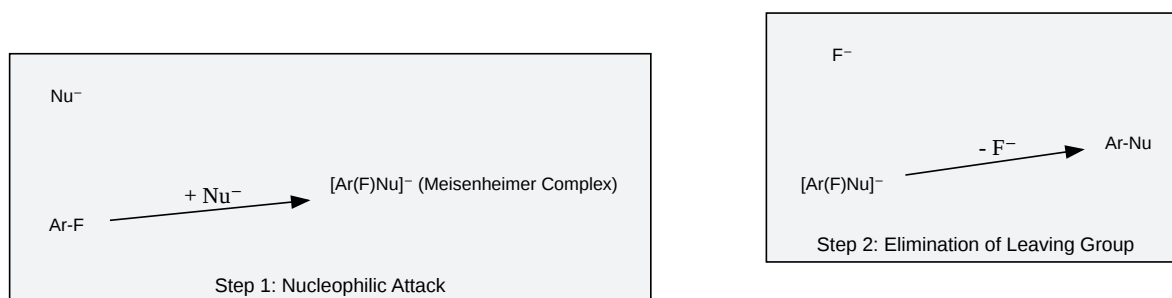 Nu⁻
+ Nu⁻
[Ar(F)Nu]⁻ (Meisenheimer Complex)
Ar-F
Step 1: Nucleophilic Attack
F⁻
- F⁻
Ar-Nu
[Ar(F)Nu]⁻
Step 2: Elimination of Leaving Group